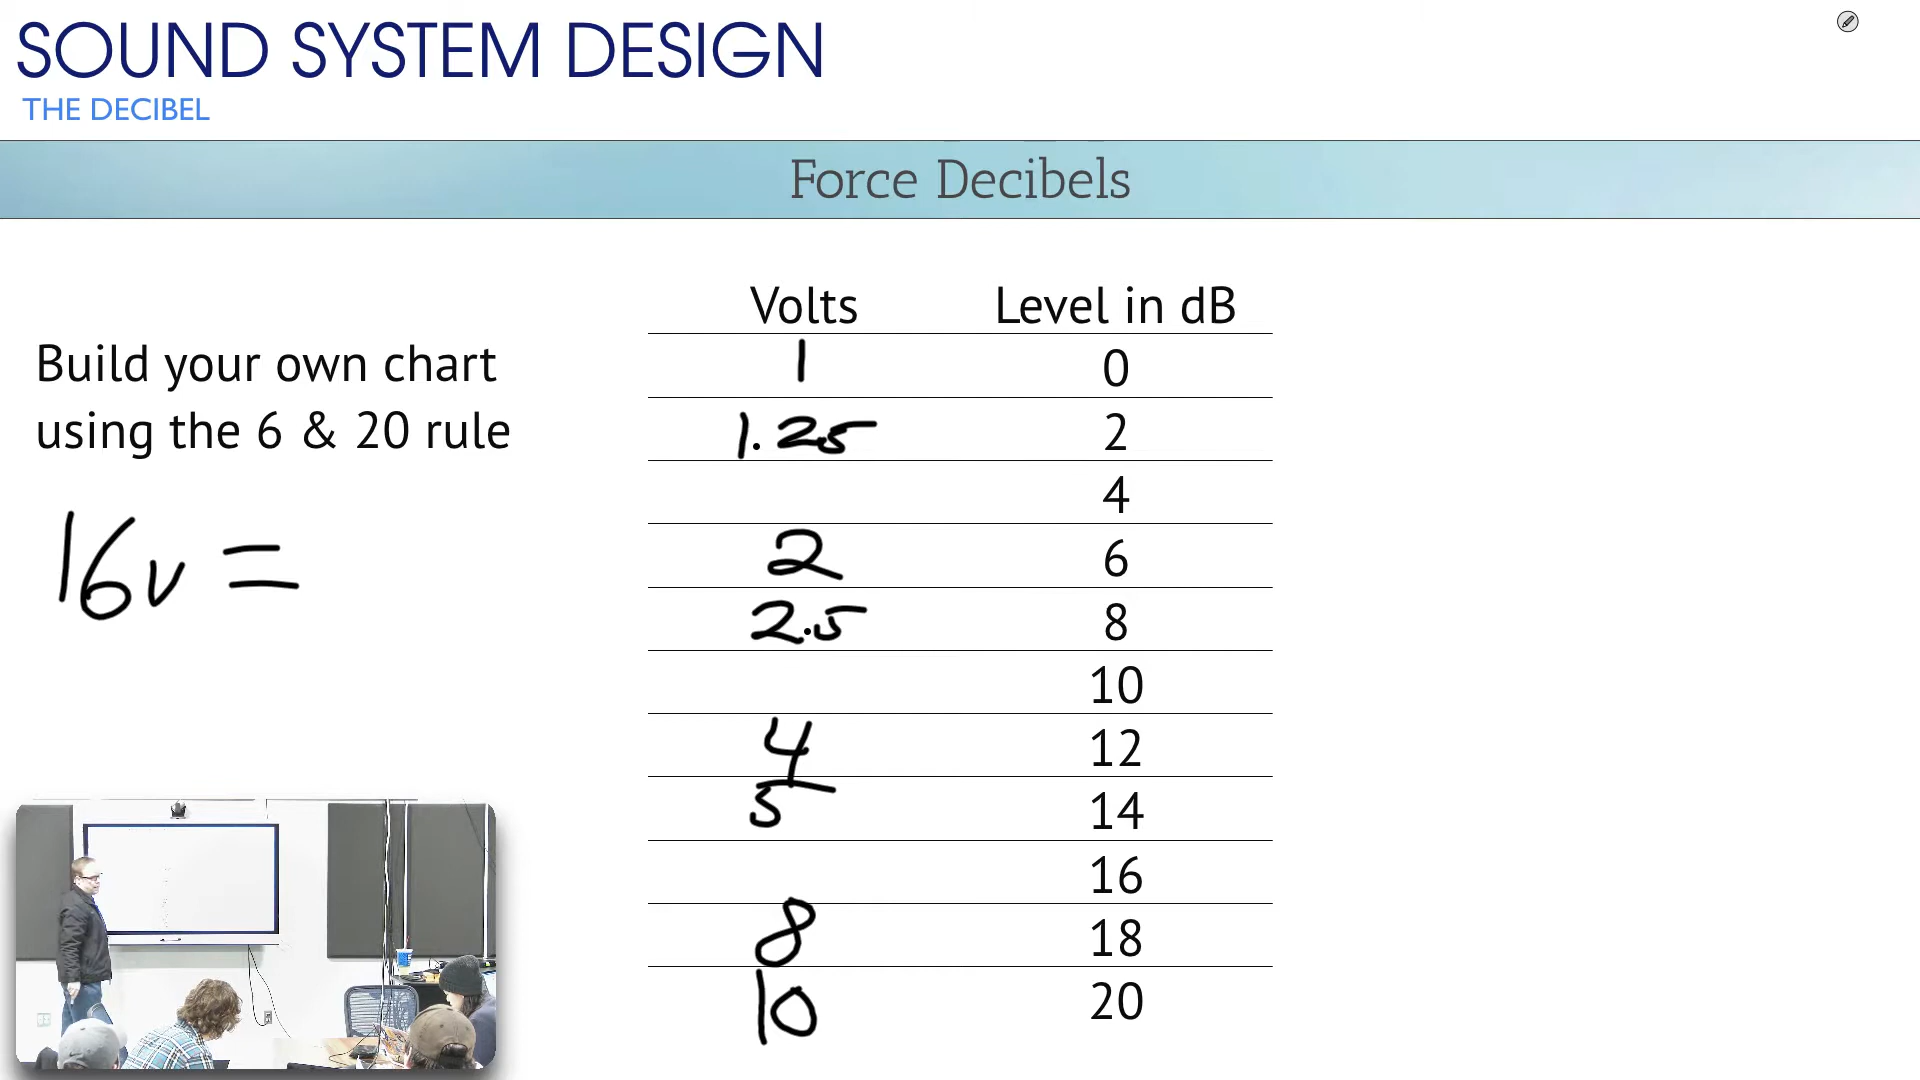 SOUND SYSTEM DESIGN
THE DECIBEL
Force Decibels
Build your own chart
using the 6 & 20 rule
16v =
Volts Level in dB
1 0
1.25 2
4
2 6
2.5 8
10
4 12
5 14
16
8 18
10 20